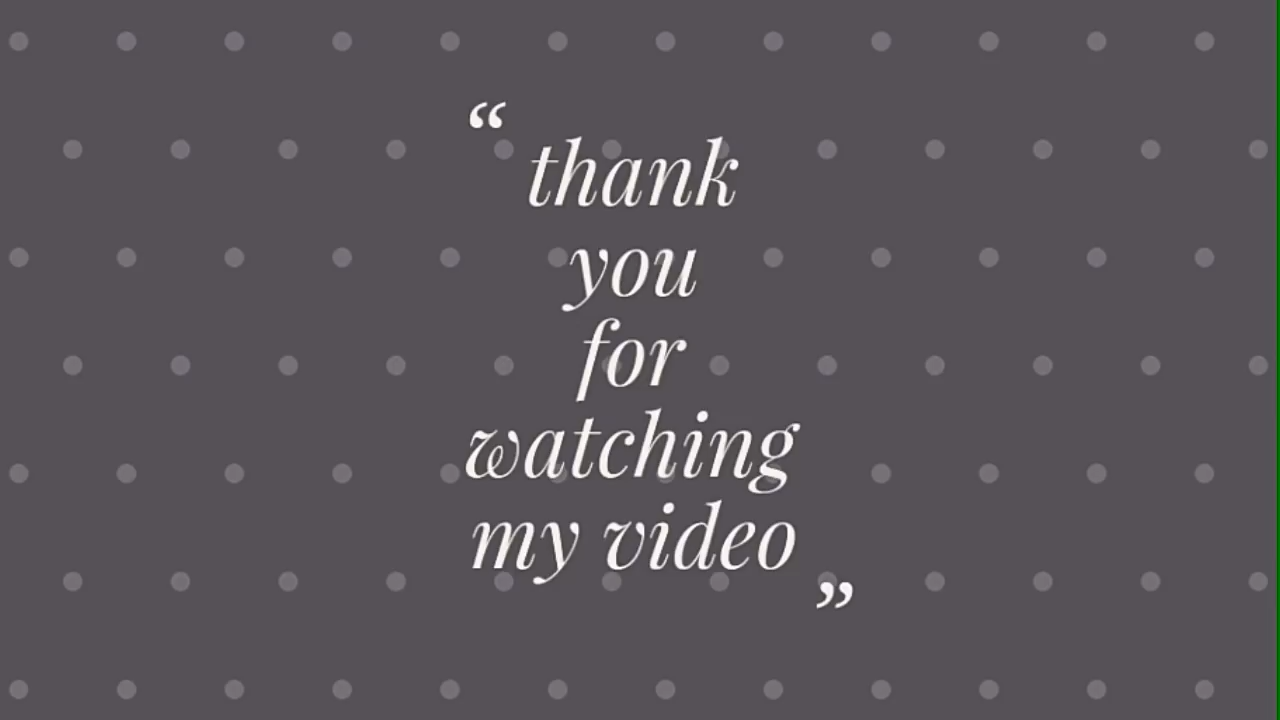 “ thank
you
for
watching
my video ”